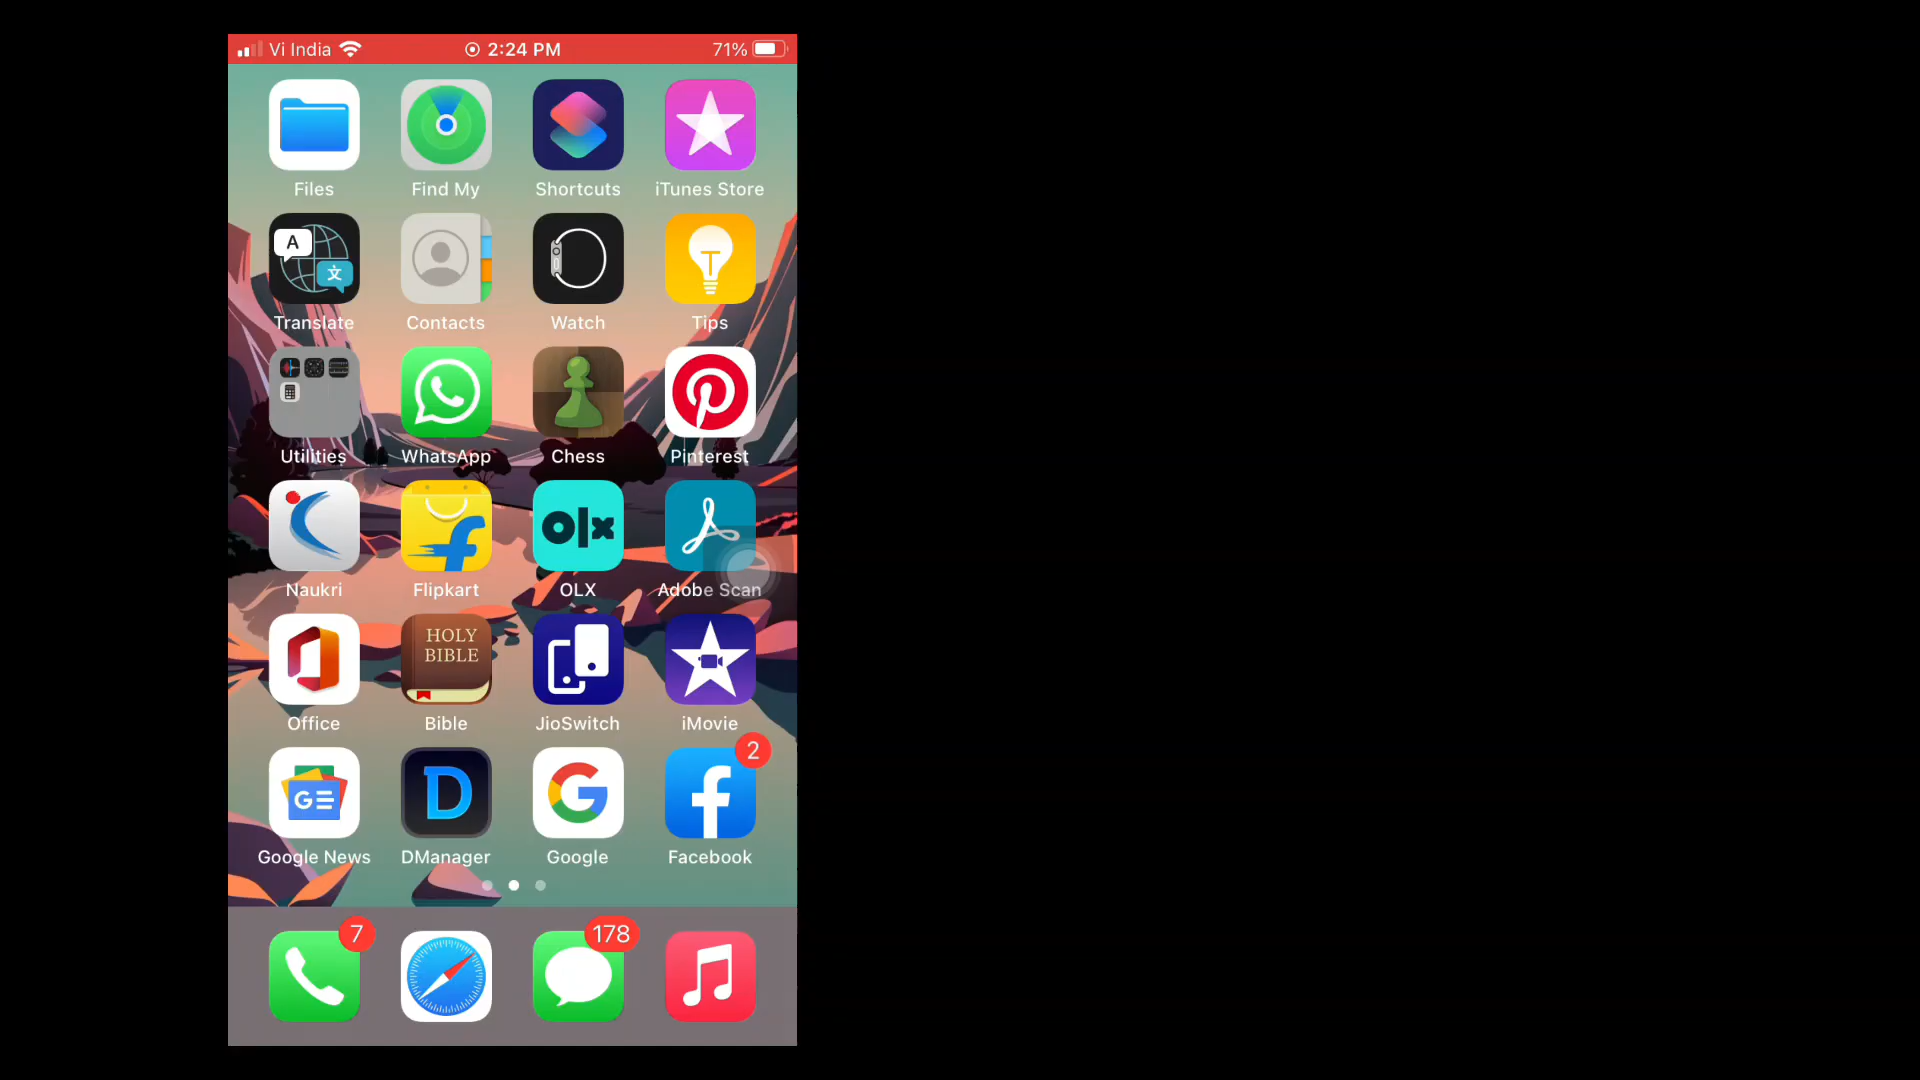 Vi India 2:24 PM 71%
Files Find My Shortcuts iTunes Store
A 文
Translate Contacts Watch Tips
Utilities WhatsApp Chess Pinterest
olx
Naukri Flipkart OLX Adobe Scan
HOLY
BIBLE
Office Bible JioSwitch iMovie
2
GE D G f
Google News DManager Google Facebook
7 178